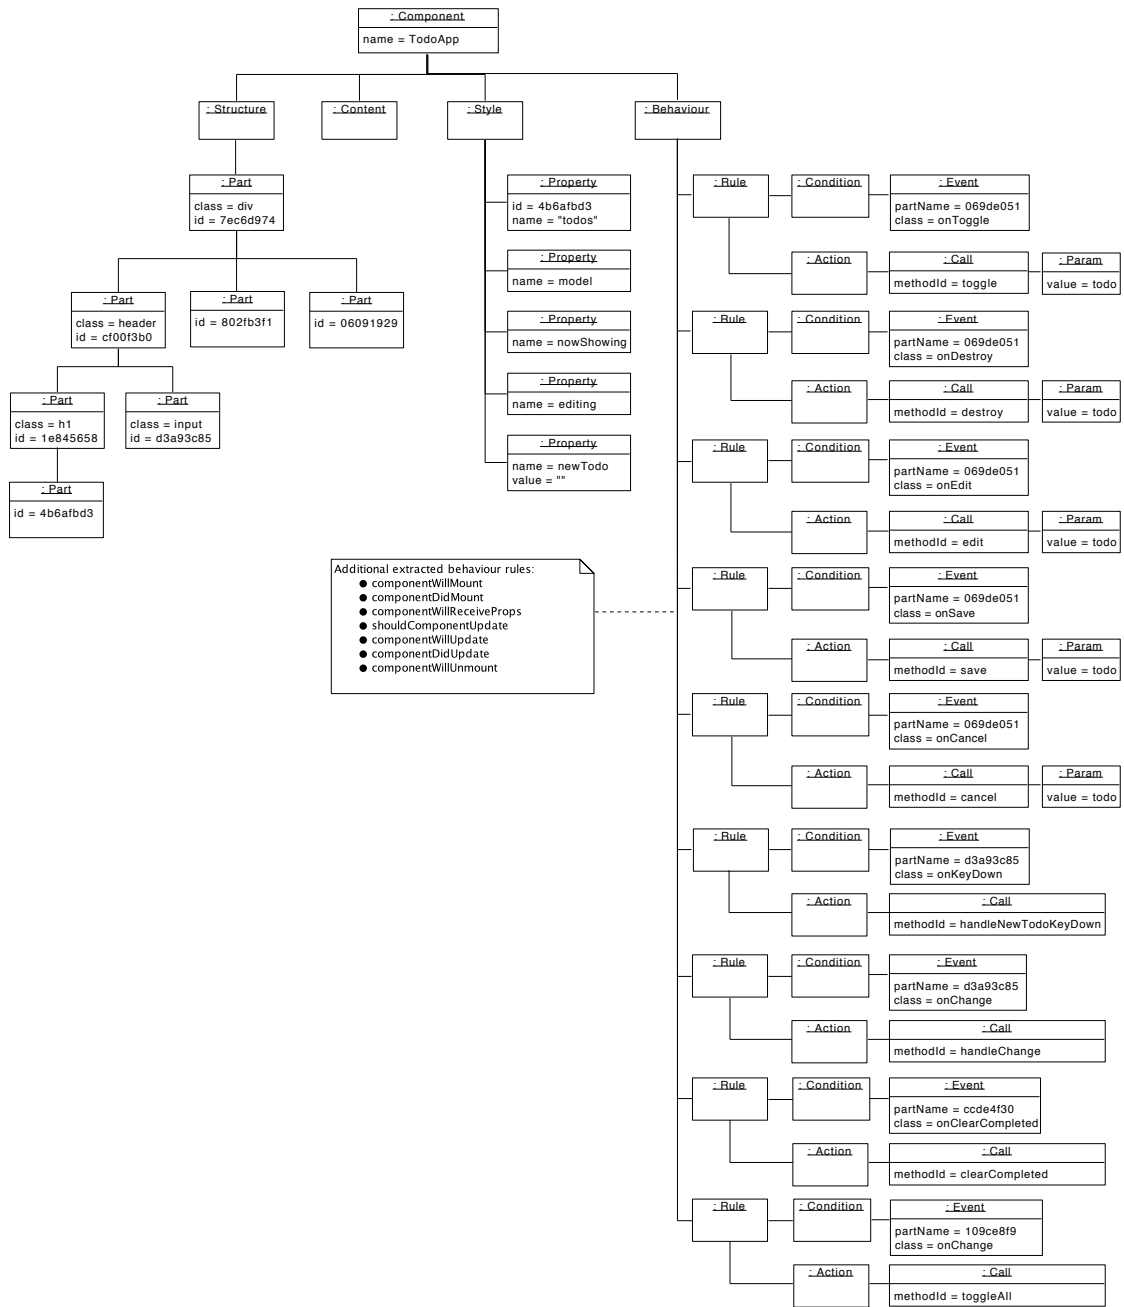 : Component
name = TodoApp
: Structure
: Content
: Style
: Behaviour
: Part
class = div
id = 7ec6d974
: Part
class = header
id = cf00f3b0
: Part
id = 802fb3f1
: Part
id = 06091929
: Part
class = h1
id = 1e845658
: Part
class = input
id = d3a93c85
: Part
id = 4b6afbd3
: Property
id = 4b6afbd3
name = "todos"
: Property
name = model
: Property
name = nowShowing
: Property
name = editing
: Property
name = newTodo
value = ""
Additional extracted behaviour rules:
● componentWillMount
● componentDidMount
● componentWillReceiveProps
● shouldComponentUpdate
● componentWillUpdate
● componentDidUpdate
● componentWillUnmount
: Rule
: Condition
: Event
partName = 069de051
class = onToggle
: Action
: Call
methodId = toggle
: Param
value = todo
: Rule
: Condition
: Event
partName = 069de051
class = onDestroy
: Action
: Call
methodId = destroy
: Param
value = todo
: Rule
: Condition
: Event
partName = 069de051
class = onEdit
: Action
: Call
methodId = edit
: Param
value = todo
: Rule
: Condition
: Event
partName = 069de051
class = onSave
: Action
: Call
methodId = save
: Param
value = todo
: Rule
: Condition
: Event
partName = 069de051
class = onCancel
: Action
: Call
methodId = cancel
: Param
value = todo
: Rule
: Condition
: Event
partName = d3a93c85
class = onKeyDown
: Action
: Call
methodId = handleNewTodoKeyDown
: Rule
: Condition
: Event
partName = d3a93c85
class = onChange
: Action
: Call
methodId = handleChange
: Rule
: Condition
: Event
partName = ccde4f30
class = onClearCompleted
: Action
: Call
methodId = clearCompleted
: Rule
: Condition
: Event
partName = 109ce8f9
class = onChange
: Action
: Call
methodId = toggleAll